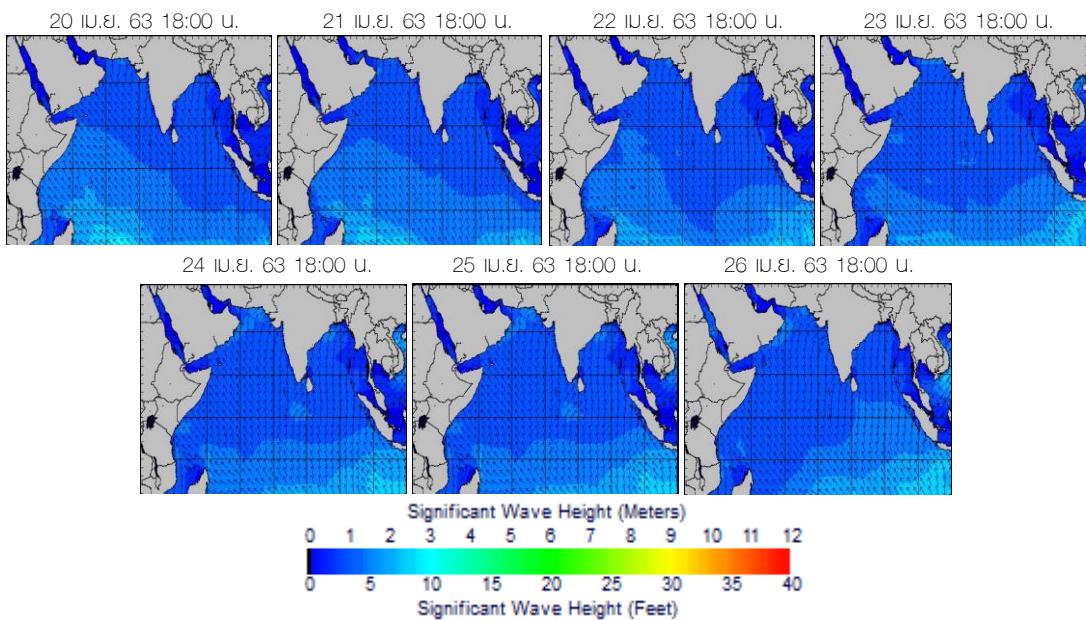 20 เม.ย. 63 18:00 น. 21 เม.ย. 63 18:00 น. 22 เม.ย. 63 18:00 น. 23 เม.ย. 63 18:00 น.
24 เม.ย. 63 18:00 น. 25 เม.ย. 63 18:00 น. 26 เม.ย. 63 18:00 น.
Significant Wave Height (Meters)
0 1 2 3 4 5 6 7 8 9 10 11 12
0 5 10 15 20 25 30 35 40
Significant Wave Height (Feet)